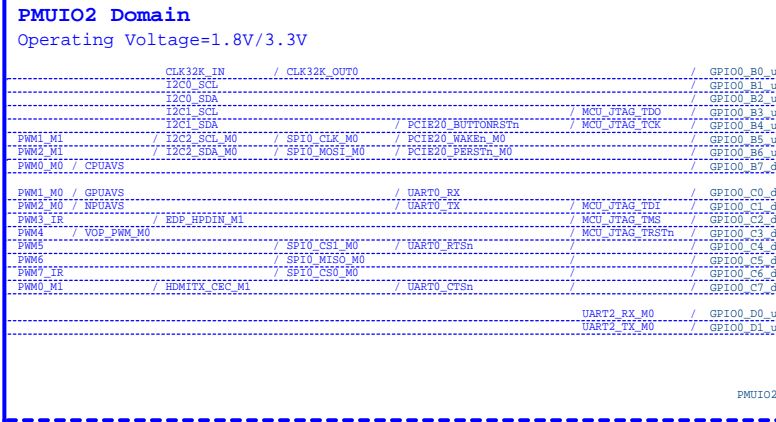 PMUIO2 Domain
Operating Voltage=1.8V/3.3V
CLK32K_IN / CLK32K_OUT0 / GPIO0_B0_u
I2C0_SCL / GPIO0_B1_u
I2C0_SDA / GPIO0_B2_u
I2C1_SCL / MCU_JTAG_TDO / GPIO0_B3_u
I2C1_SDA / PCIE20_BUTTONRSTn / MCU_JTAG_TCK / GPIO0_B4_u
PWM1_M1 / I2C2_SCL_M0 / SPI0_CLK_M0 / PCIE20_WAKEn_M0 / GPIO0_B5_u
PWM2_M1 / I2C2_SDA_M0 / SPI0_MOSI_M0 / PCIE20_PERSTn_M0 / GPIO0_B6_u
PWM0_M0 / CPUAVS / GPIO0_B7_d
PWM1_M0 / GPUAVS / UART0_RX / GPIO0_C0_d
PWM2_M0 / NPUAVS / UART0_TX / MCU_JTAG_TDI / GPIO0_C1_d
PWM3_IR / EDP_HPDIN_M1 / MCU_JTAG_TMS / GPIO0_C2_d
PWM4 / VOP_PWM_M0 / MCU_JTAG_TRSTn / GPIO0_C3_d
PWM5 / SPI0_CS1_M0 / UART0_RTSn / / GPIO0_C4_d
PWM6 / SPI0_MISO_M0 / / GPIO0_C5_d
PWM7_IR / SPI0_CS0_M0 / / GPIO0_C6_d
PWM0_M1 / HDMITX_CEC_M1 / UART0_CTSn / / GPIO0_C7_d
UART2_RX_M0 / GPIO0_D0_u
UART2_TX_M0 / GPIO0_D1_u
PMUIO2